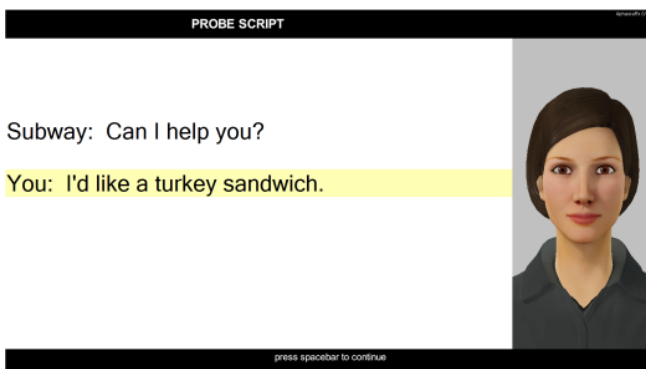 PROBE SCRIPT
Subway: Can I help you?
You: I'd like a turkey sandwich.
press spacebar to continue